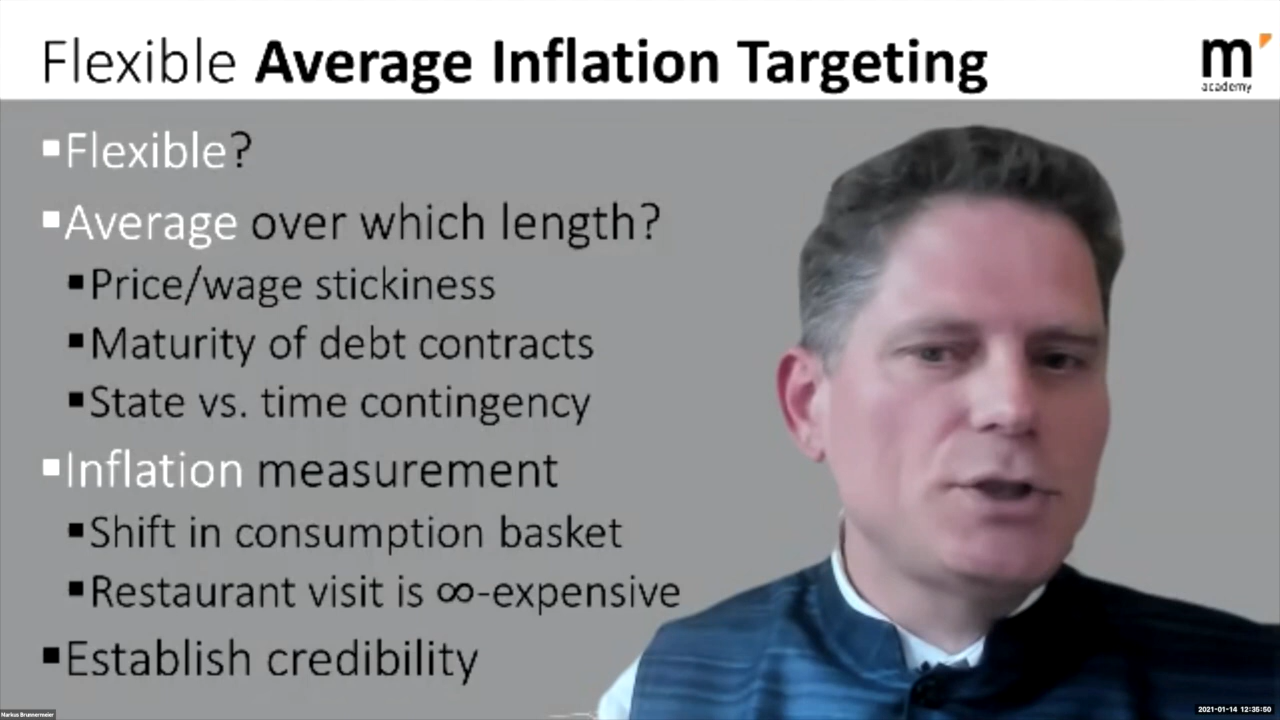 Flexible Average Inflation Targeting
m'
academy
▪Flexible?
▪Average over which length?
▪Price/wage stickiness
▪Maturity of debt contracts
▪State vs. time contingency
▪Inflation measurement
▪Shift in consumption basket
▪Restaurant visit is ∞-expensive
▪Establish credibility
Markus Brunnermeier
2021-01-14 12:35:50